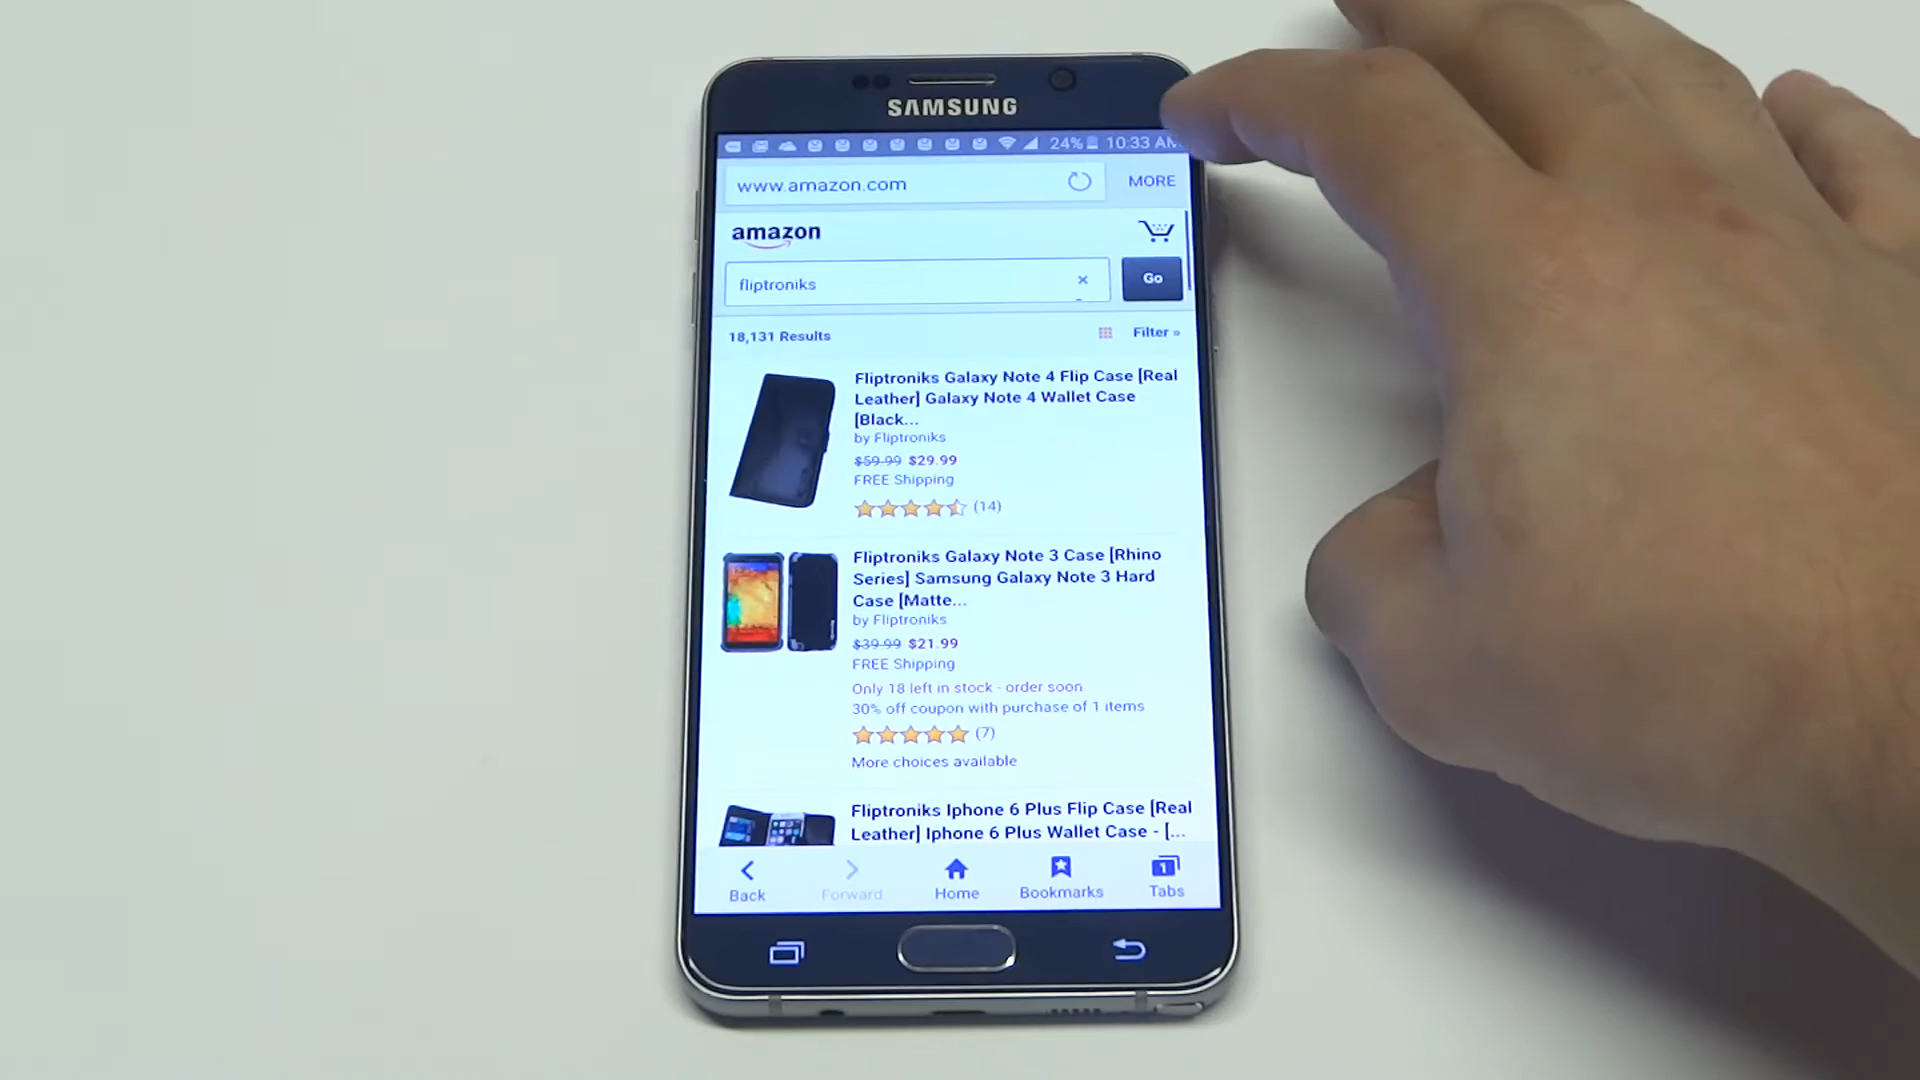 SAMSUNG
24% 10:33 AM
www.amazon.com MORE
amazon
fliptroniks × Go
18,131 Results Filter »
Fliptroniks Galaxy Note 4 Flip Case [Real
Leather] Galaxy Note 4 Wallet Case
[Black...
by Fliptroniks
$59.99 $29.99
FREE Shipping
(14)
Fliptroniks Galaxy Note 3 Case [Rhino
Series] Samsung Galaxy Note 3 Hard
Case [Matte...
by Fliptroniks
$39.99 $21.99
FREE Shipping
Only 18 left in stock - order soon
30% off coupon with purchase of 1 items
(7)
More choices available
Fliptroniks Iphone 6 Plus Flip Case [Real
Leather] Iphone 6 Plus Wallet Case - [...
1
Back Forward Home Bookmarks Tabs